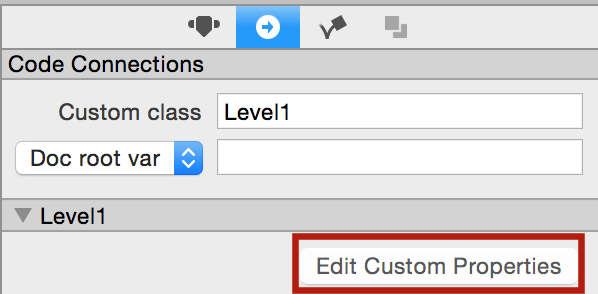 Code Connections
Custom class Level1
Doc root var
Level1
Edit Custom Properties